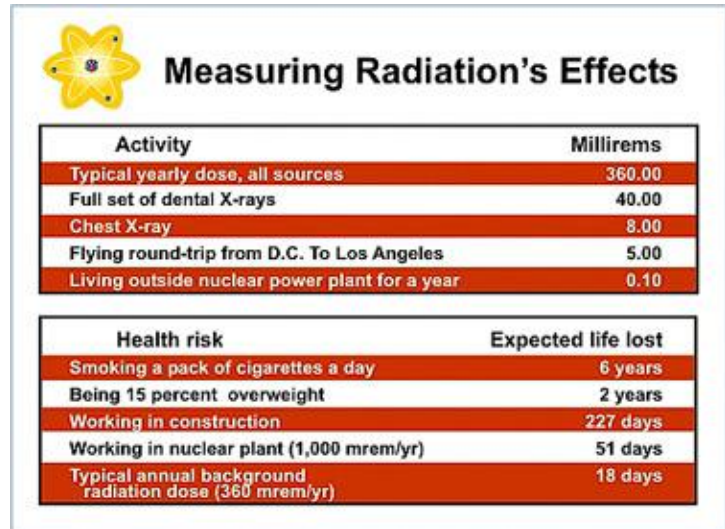 Measuring Radiation's Effects
Activity Millirems
Typical yearly dose, all sources 360.00
Full set of dental X-rays 40.00
Chest X-ray 8.00
Flying round-trip from D.C. To Los Angeles 5.00
Living outside nuclear power plant for a year 0.10
Health risk Expected life lost
Smoking a pack of cigarettes a day 6 years
Being 15 percent overweight 2 years
Working in construction 227 days
Working in nuclear plant (1,000 mrem/yr) 51 days
Typical annual background 18 days
radiation dose (360 mrem/yr)